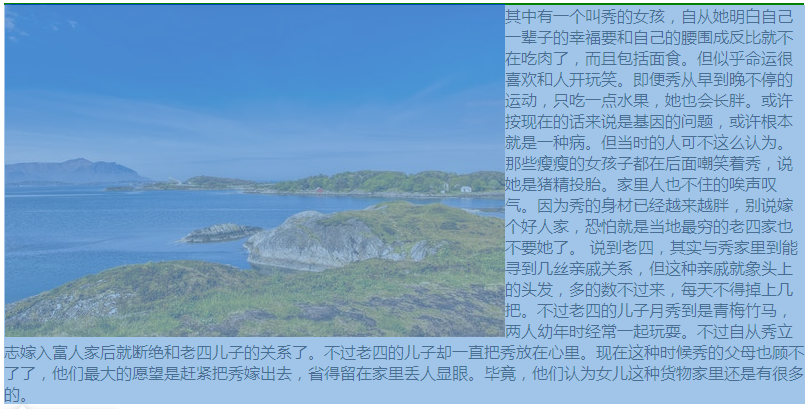 其中有一个叫秀的女孩，自从她明白自己
一辈子的幸福要和自己的腰围成反比就不
在吃肉了，而且包括面食。但似乎命运很
喜欢和人开玩笑。即便秀从早到晚不停的
运动，只吃一点水果，她也会长胖。或许
按现在的话来说是基因的问题，或许根本
就是一种病。但当时的人可不这么认为。
那些瘦瘦的女孩子都在后面嘲笑着秀，说
她是猪精投胎。家里人也不住的唉声叹
气。因为秀的身材已经越来越胖，别说嫁
个好人家，恐怕就是当地最穷的老四家也
不要她了。 说到老四，其实与秀家里到能
寻到几丝亲戚关系，但这种亲戚就象头上
的头发，多的数不过来，每天不得掉上几
把。不过老四的儿子月秀到是青梅竹马，
两人幼年时经常一起玩耍。不过自从秀立
志嫁入富人家后就断绝和老四儿子的关系了。不过老四的儿子却一直把秀放在心里。现在这种时候秀的父母也顾不
了了，他们最大的愿望是赶紧把秀嫁出去，省得留在家里丢人显眼。毕竟，他们认为女儿这种货物家里还是有很多
的。